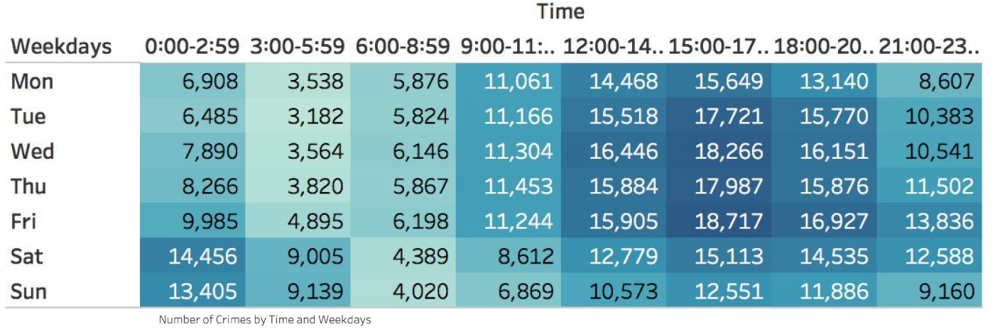 Time
Weekdays 0:00-2:59 3:00-5:59 6:00-8:59 9:00-11:.. 12:00-14.. 15:00-17.. 18:00-20.. 21:00-23..
Mon 6,908 3,538 5,876 11,061 14,468 15,649 13,140 8,607
Tue 6,485 3,182 5,824 11,166 15,518 17,721 15,770 10,383
Wed 7,890 3,564 6,146 11,304 16,446 18,266 16,151 10,541
Thu 8,266 3,820 5,867 11,453 15,884 17,987 15,876 11,502
Fri 9,985 4,895 6,198 11,244 15,905 18,717 16,927 13,836
Sat 14,456 9,005 4,389 8,612 12,779 15,113 14,535 12,588
Sun 13,405 9,139 4,020 6,869 10,573 12,551 11,886 9,160
Number of Crimes by Time and Weekdays